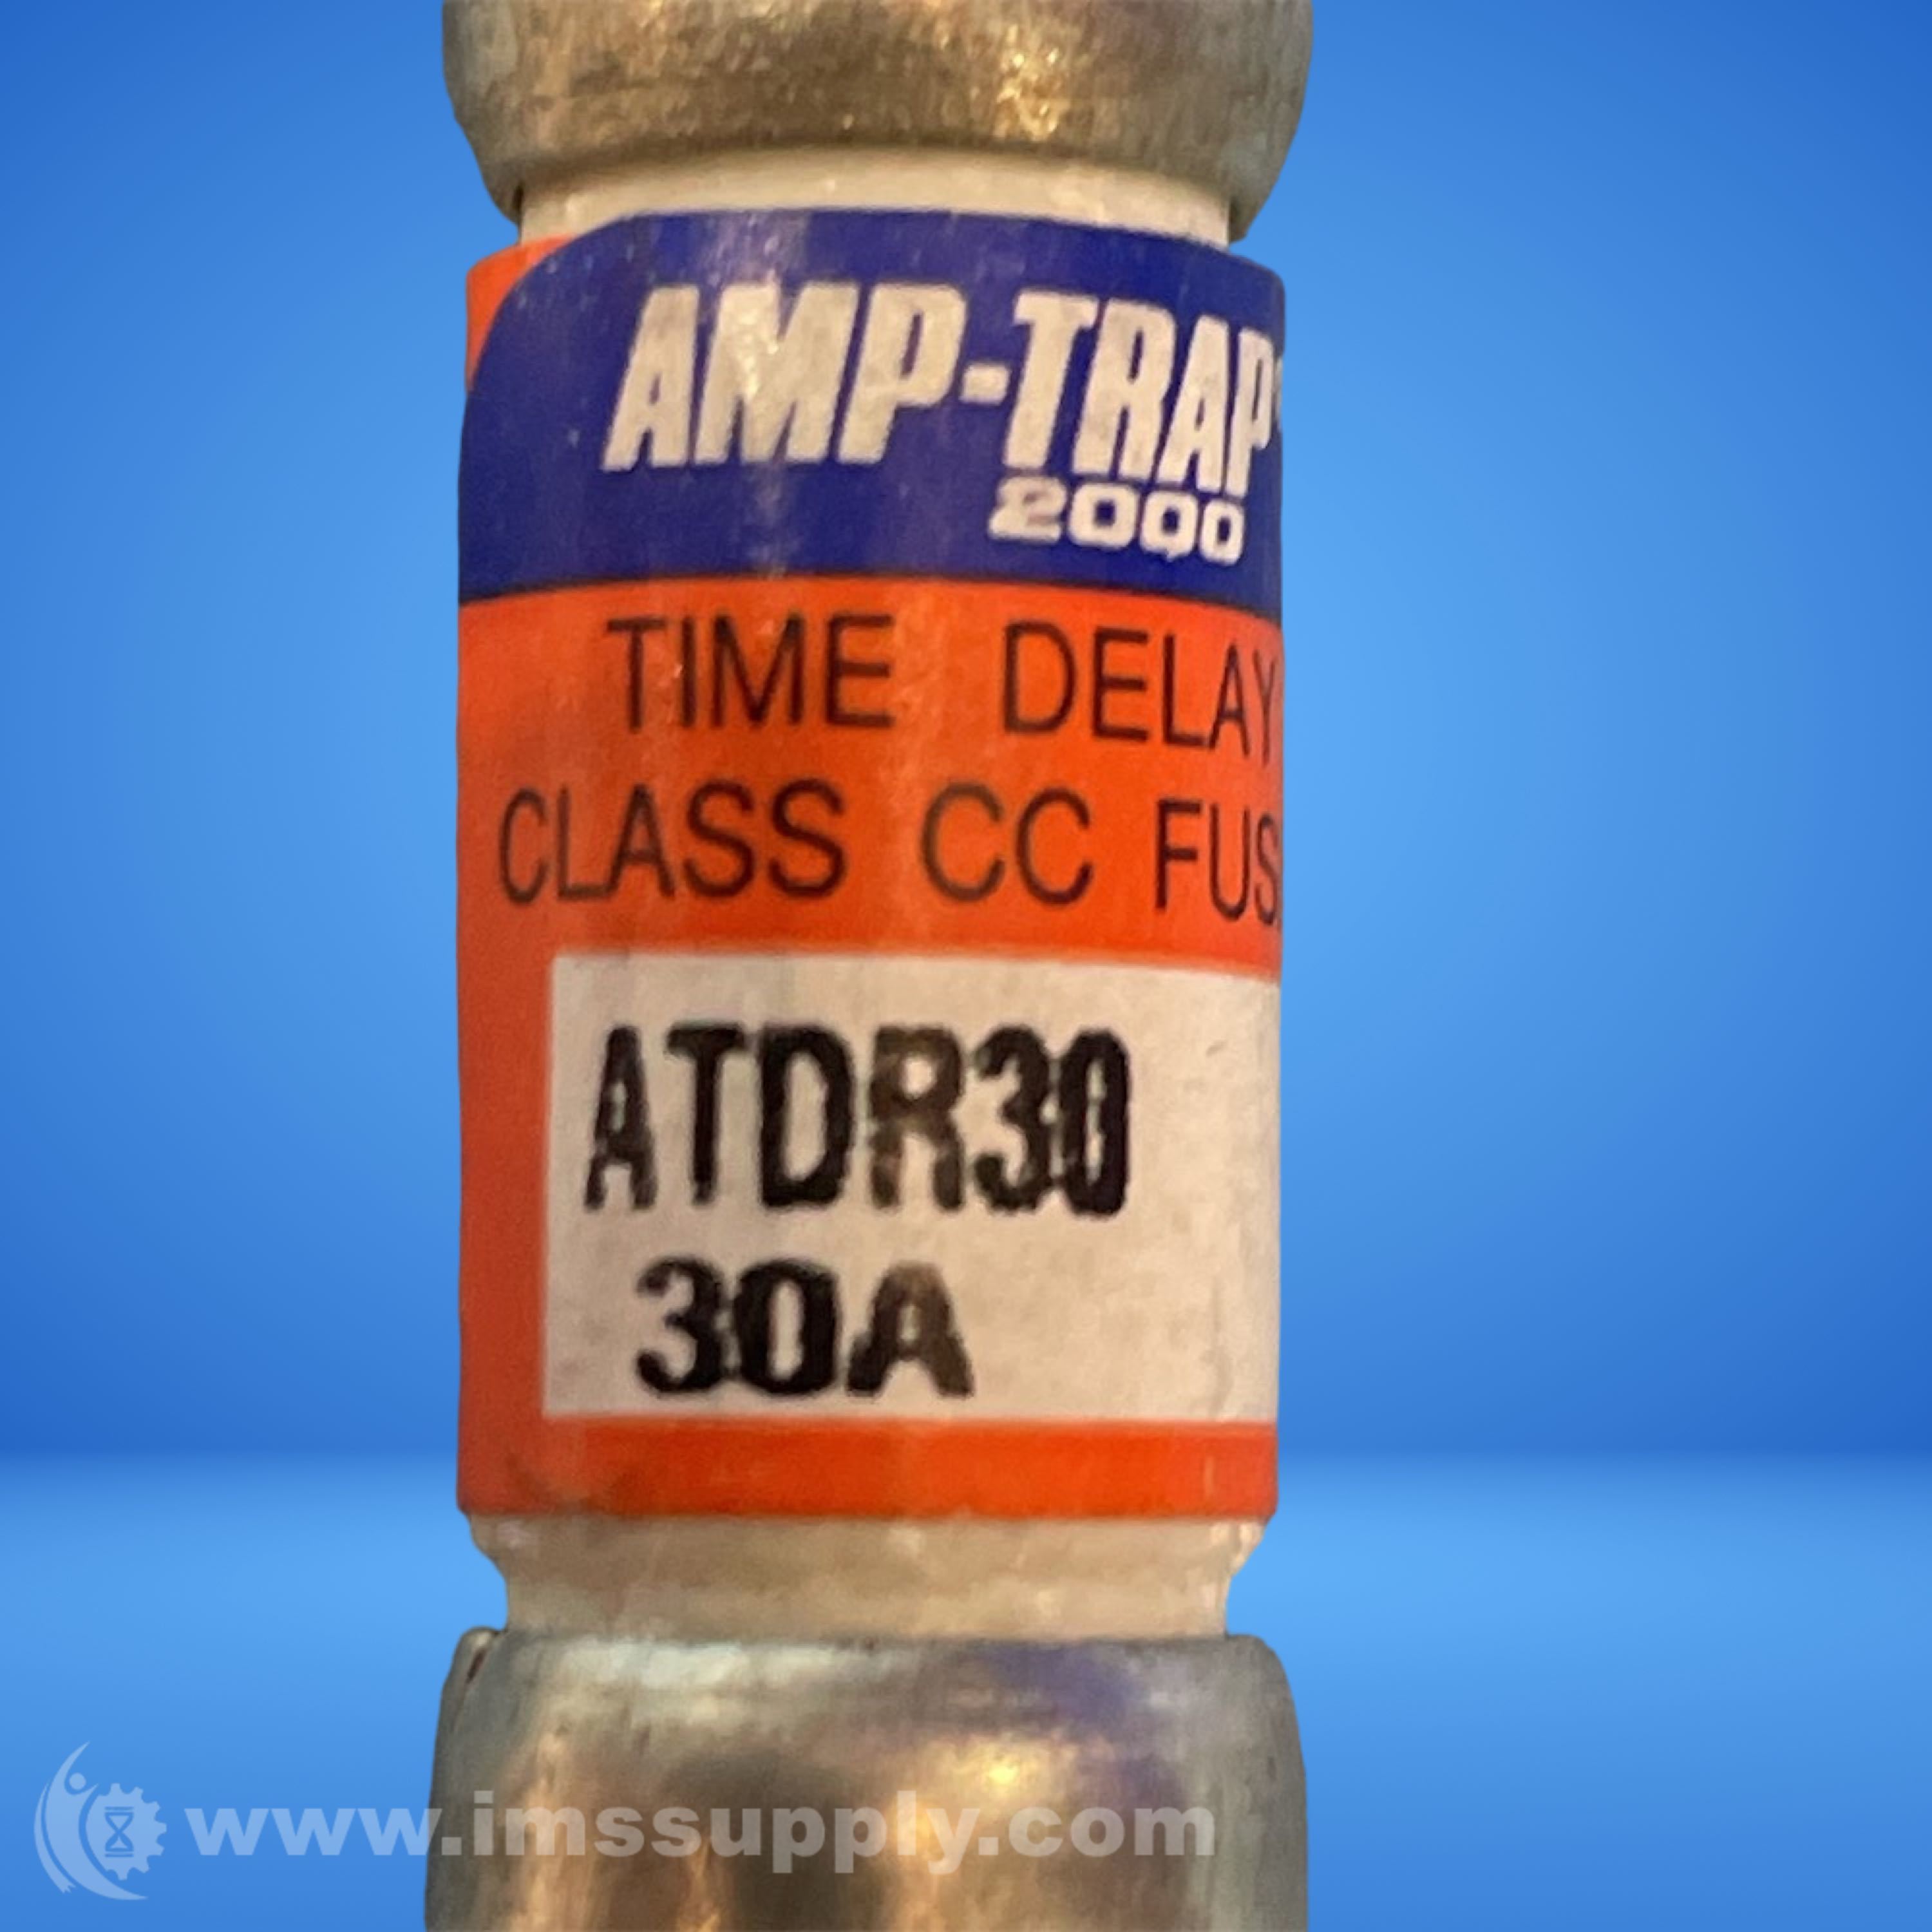 AMP-TRAP
2000
TIME DELAY
CLASS CC FUS
ATDR30
30A
www.imssupply.com